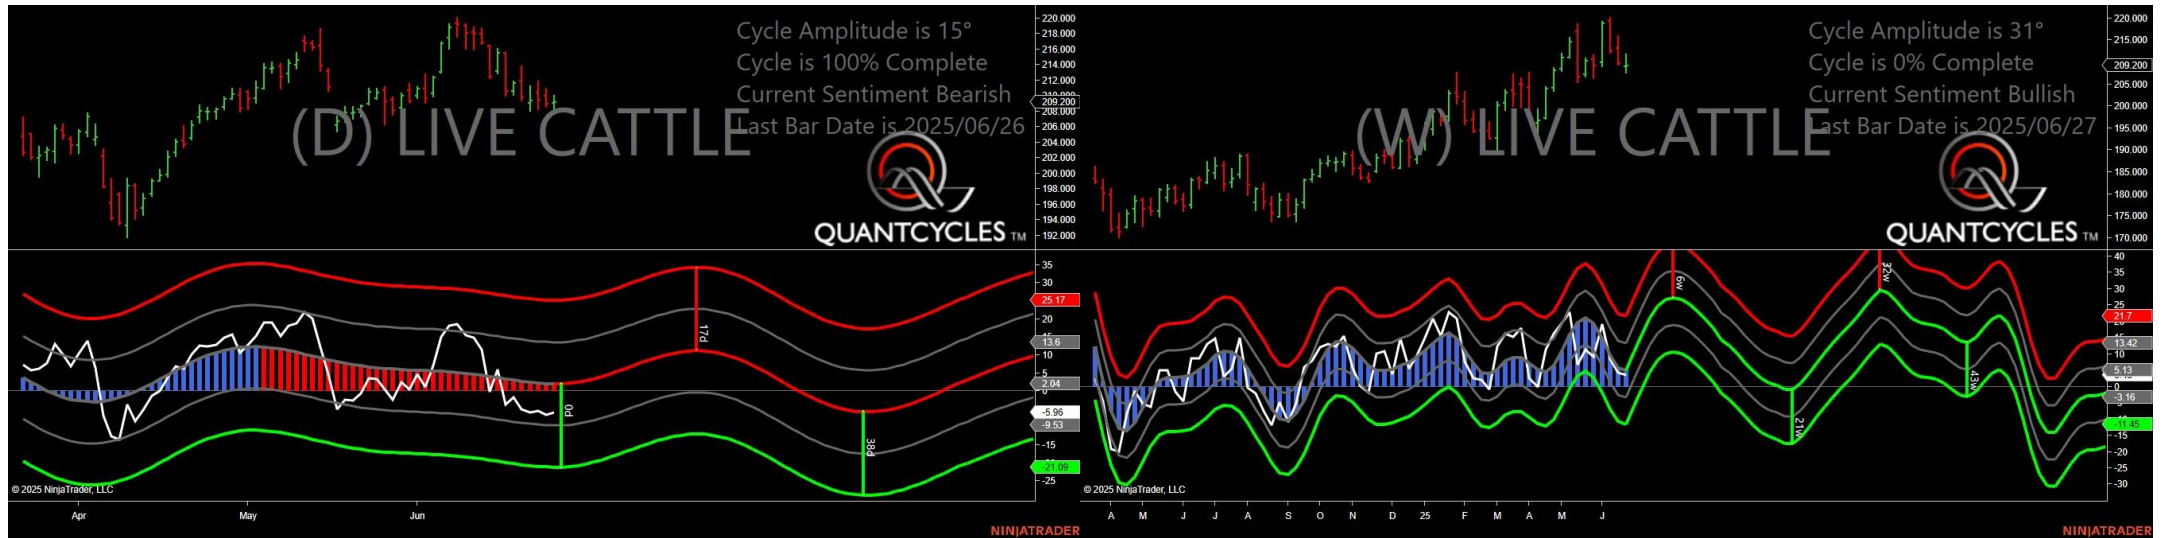 Cycle Amplitude is 15°
Cycle is 100% Complete
Current Sentiment Bearish
Last Bar Date is 2025/06/26
(D) LIVE CATTLE
QUANTCYCLES TM
220.000
218.000
216.000
214.000
212.000
210.000
209.200
208.000
206.000
204.000
202.000
200.000
198.000
196.000
194.000
192.000
35
30
25.17
20
13.6
10
5
2.04
0
-5.96
-9.53
-15
-21.09
-25
17d
0d
38d
© 2025 NinjaTrader, LLC
Apr May Jun
NINJATRADER
Cycle Amplitude is 31°
Cycle is 0% Complete
Current Sentiment Bullish
Last Bar Date is 2025/06/27
(W) LIVE CATTLE
QUANTCYCLES TM
220.000
215.000
209.200
205.000
200.000
195.000
190.000
185.000
180.000
175.000
170.000
40
35
30
25
21.7
13.42
10
5.13
0
-3.16
-11.45
-15
-20
-25
-30
6w
32w
21w
43w
© 2025 NinjaTrader, LLC
A M J J A S O N D 25 F M A M J
NINJATRADER